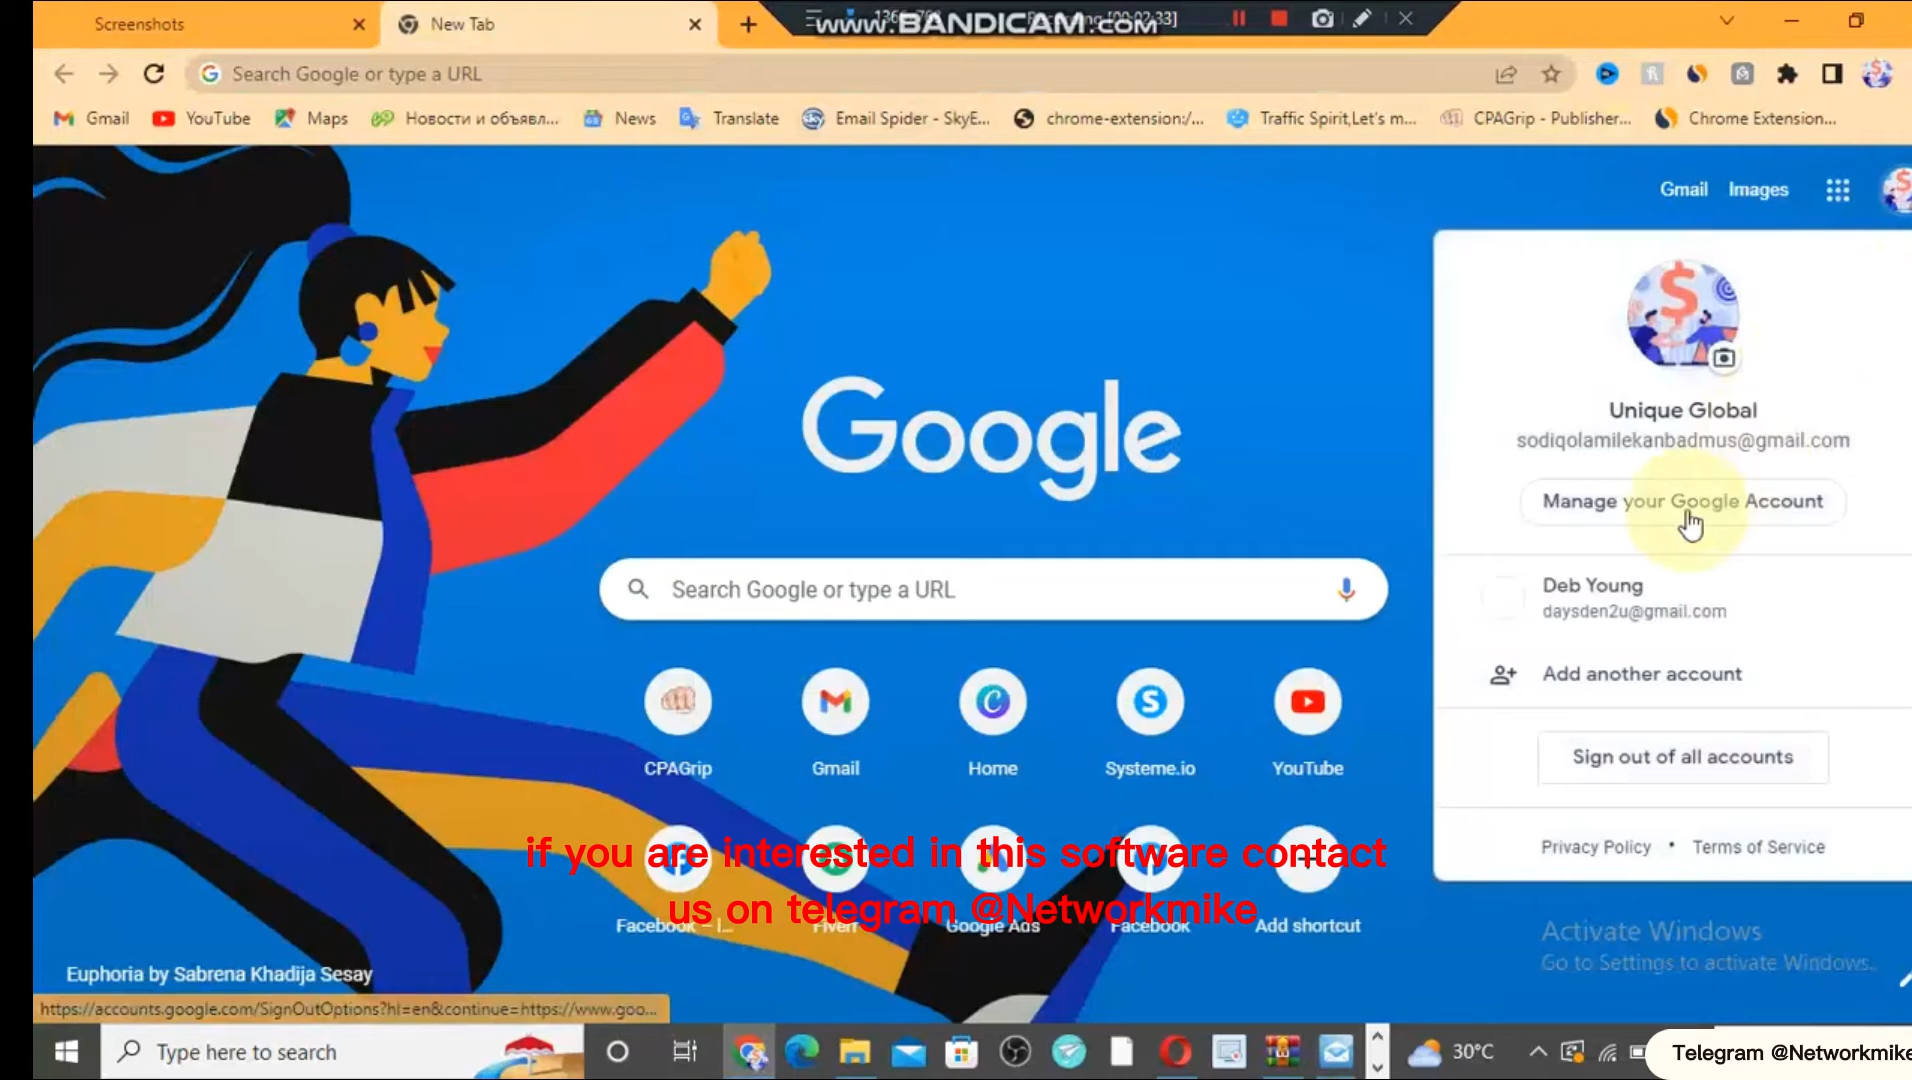 Screenshots
New Tab
www.BANDICAM.com
Search Google or type a URL
Gmail
YouTube
Maps
Новости и объявл...
News
Translate
Email Spider - SkyE...
chrome-extension:/...
Traffic Spirit,Let's m...
CPAGrip - Publisher...
Chrome Extension...
Gmail
Images
Google
Unique Global
sodiqolamilekanbadmus@gmail.com
Manage your Google Account
Search Google or type a URL
Deb Young
daysden2u@gmail.com
Add another account
CPAGrip
Gmail
Home
Systeme.io
YouTube
Sign out of all accounts
if you are interested in this software contact
us on telegram @Networkmike
Privacy Policy • Terms of Service
Facebook – l...
Fiverr
Google Ads
Facebook
Add shortcut
Activate Windows
Go to Settings to activate Windows.
Euphoria by Sabrena Khadija Sesay
https://accounts.google.com/SignOutOptions?hl=en&continue=https://www.goo...
Type here to search
30°C
Telegram @Networkmike